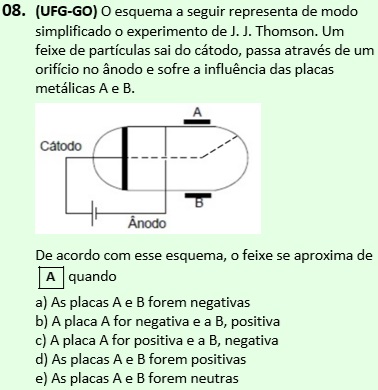 08. (UFG-GO) O esquema a seguir representa de modo
simplificado o experimento de J. J. Thomson. Um
feixe de partículas sai do cátodo, passa através de um
orifício no ânodo e sofre a influência das placas
metálicas A e B.
A
Cátodo
B
Ânodo
De acordo com esse esquema, o feixe se aproxima de
A quando
a) As placas A e B forem negativas
b) A placa A for negativa e a B, positiva
c) A placa A for positiva e a B, negativa
d) As placas A e B forem positivas
e) As placas A e B forem neutras